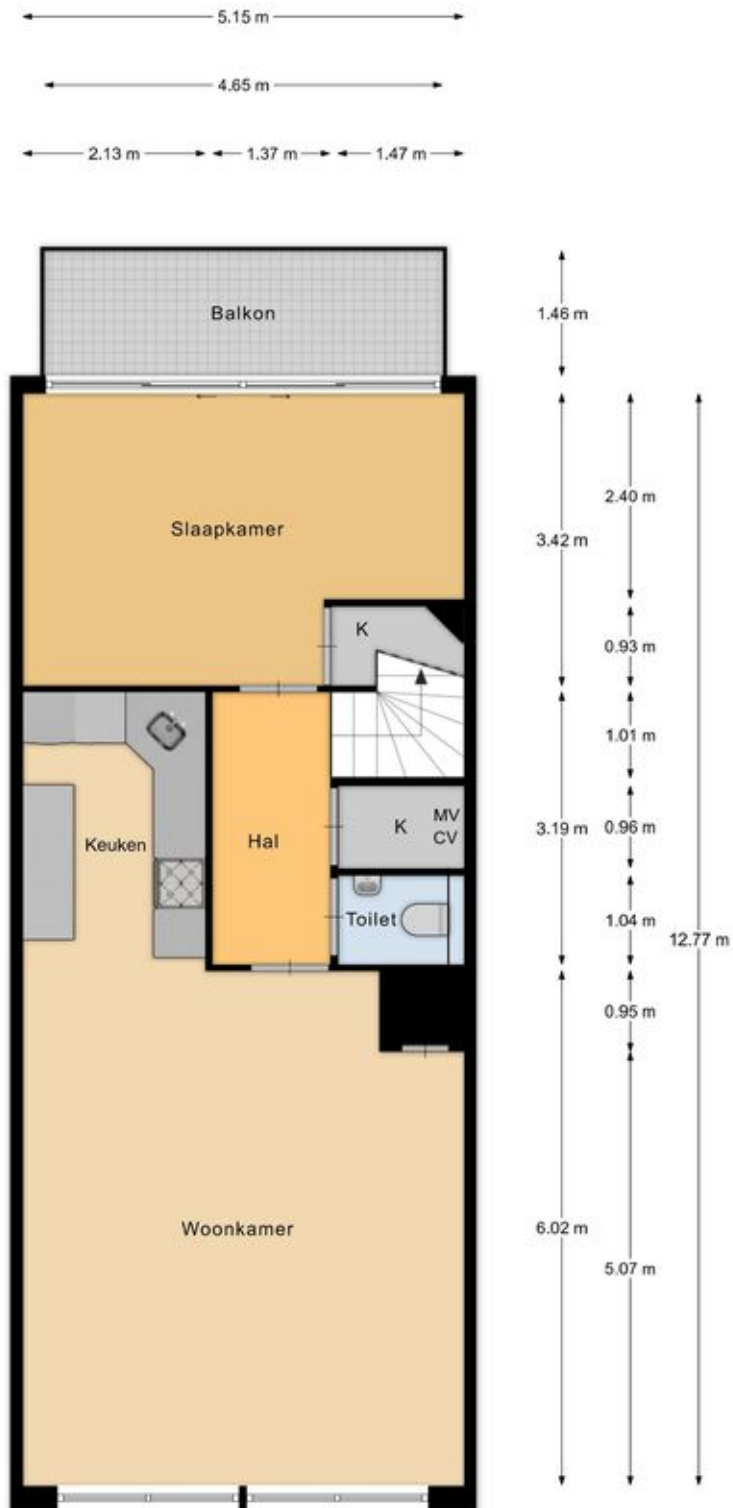 5.15 m
4.65 m
2.13 m
1.37 m
1.47 m
Balkon
1.46 m
2.40 m
Slaapkamer
3.42 m
K
0.93 m
1.01 m
MV
K
CV
Keuken
Hal
3.19 m
0.96 m
Toilet
1.04 m
12.77 m
0.95 m
Woonkamer
6.02 m
5.07 m